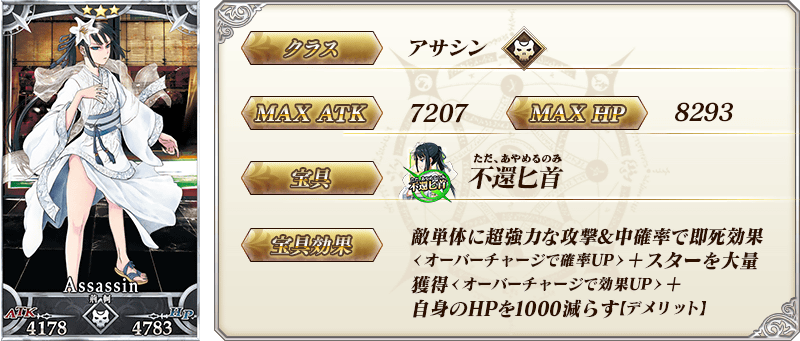 Assassin
荊軻
ATK
HP
4178
4783
クラス
アサシン
MAX ATK
7207
MAX HP
8293
宝具
不還匕首
ただ、あやめるのみ
不還匕首
宝具効果
敵単体に超強力な攻撃&中確率で即死効果
<オーバーチャージで確率UP>+スターを大量
獲得<オーバーチャージで効果UP>+
自身のHPを1000減らす【デメリット】